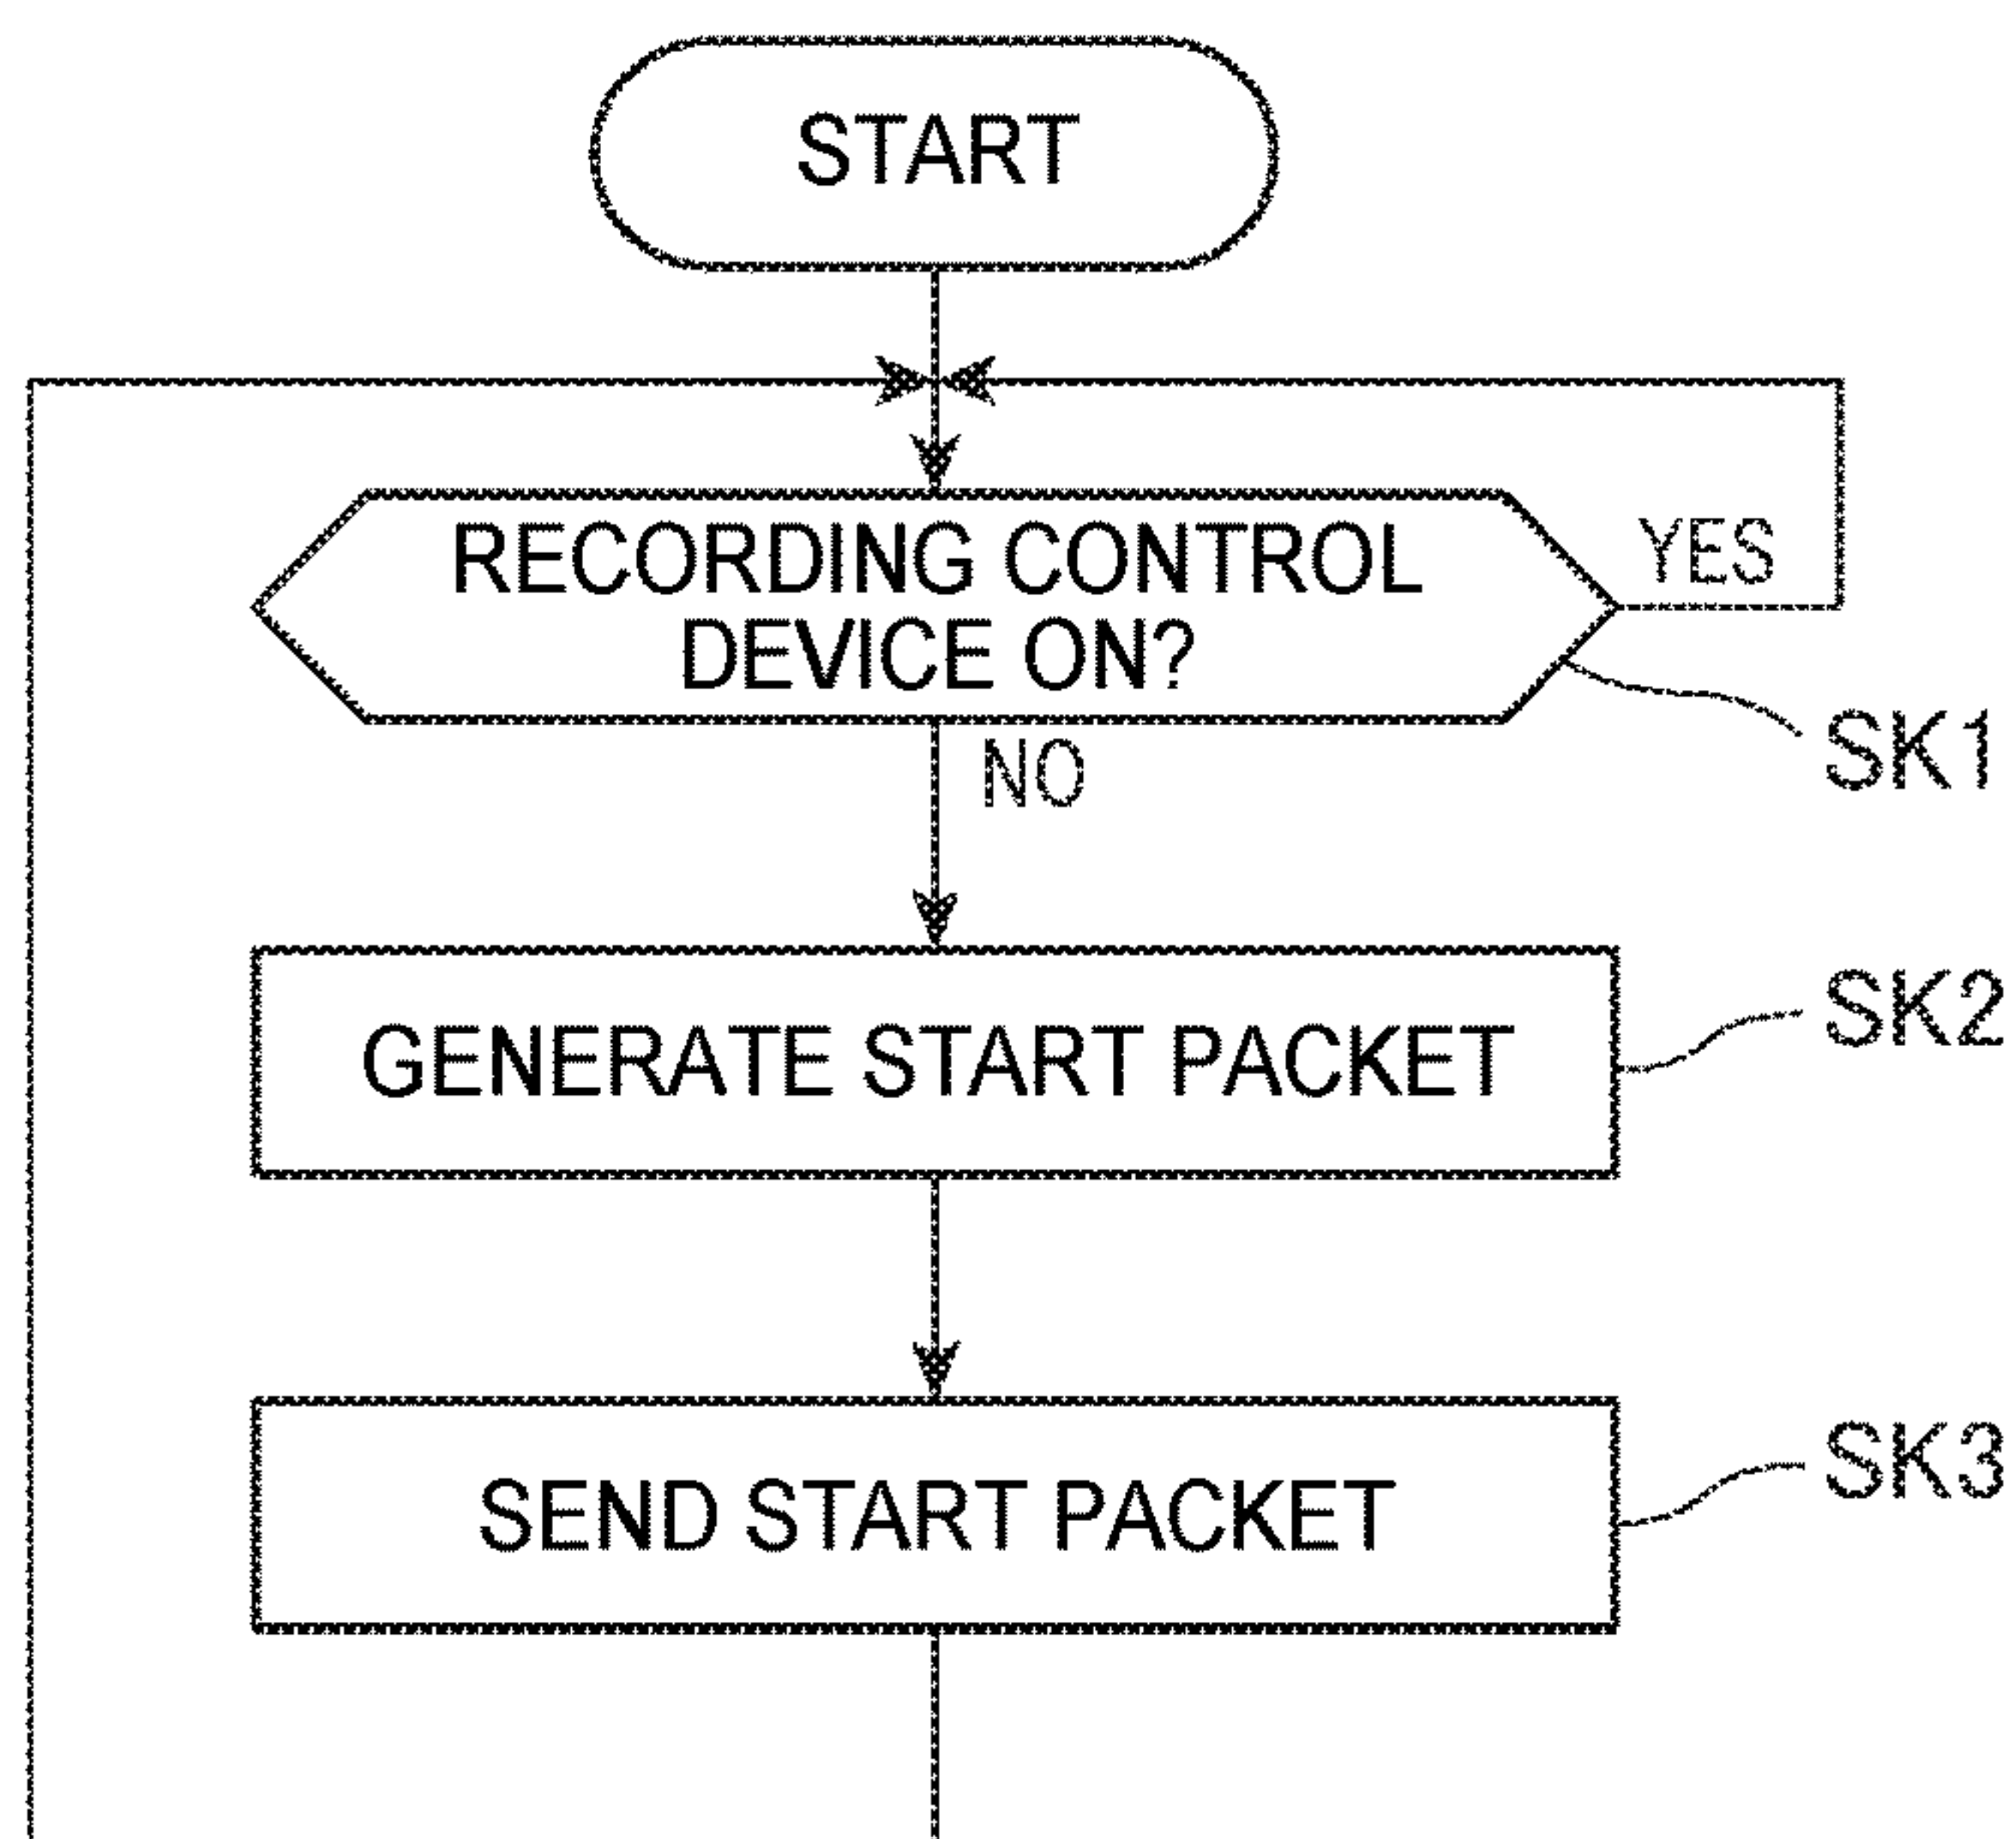 START
RECORDING CONTROL
DEVICE ON?
YES
SK1
NO
GENERATE START PACKET
SK2
SEND START PACKET
SK3